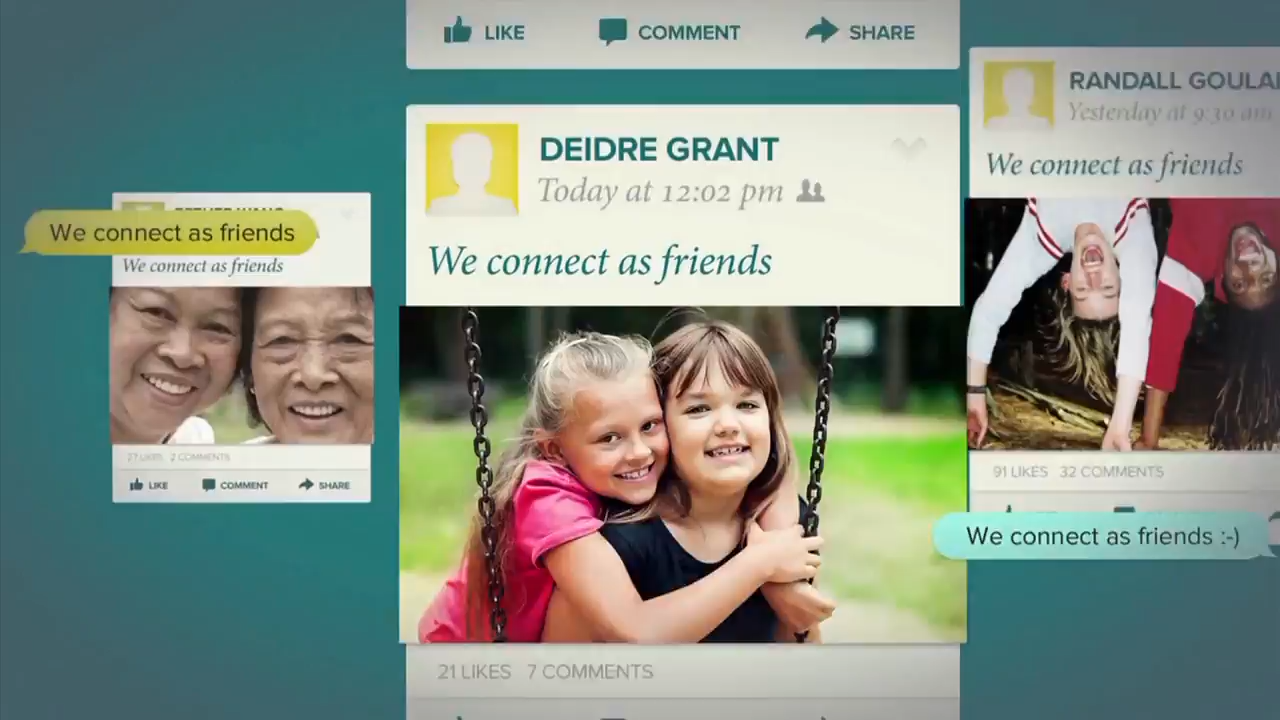 LIKE COMMENT SHARE
DEIDRE GRANT
Today at 12:02 pm
We connect as friends
21 LIKES 7 COMMENTS
We connect as friends
We connect as friends
27 LIKES 2 COMMENTS
LIKE COMMENT SHARE
RANDALL GOULA
Yesterday at 9:30 am
We connect as friends
91 LIKES 32 COMMENTS
We connect as friends :-)